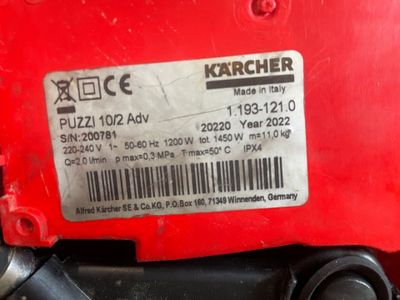 CE
KÄRCHER
Made in Italy
PUZZI 10/2 Adv 1.193-121.0
S/N:200781 20220 Year 2022
220-240 V 1~ 50-60 Hz 1200W tot 1450 W m=11,0 kg
Q=2,0 l/min p max=0,3 MPa T max=50° C IPX4
Alfred Kärcher SE & Co.KG, P.O.Box 160, 71349 Winnenden, Germany